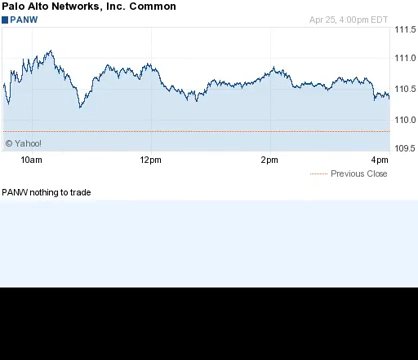 Palo Alto Networks, Inc. Common
PANW
Apr 25, 4:00pm EDT
111.5
111.0
110.5
110.0
109.5
© Yahoo!
10am
12pm
2pm
4pm
Previous Close
PANW nothing to trade